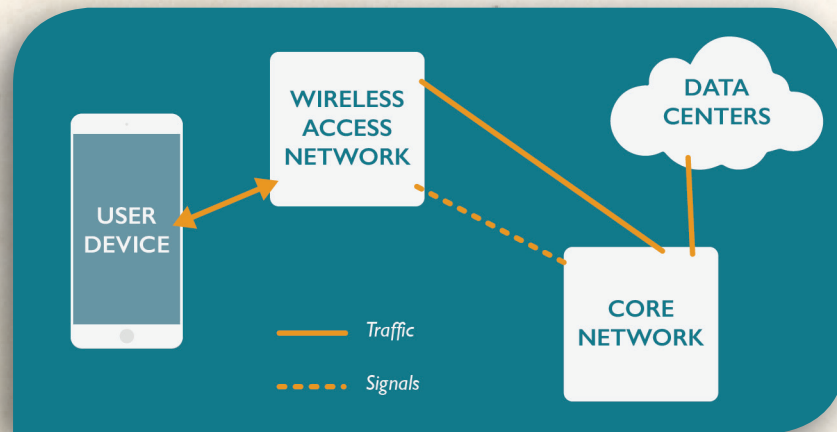 WIRELESS
ACCESS
NETWORK
DATA
CENTERS
USER
DEVICE
CORE
NETWORK
Traffic
Signals